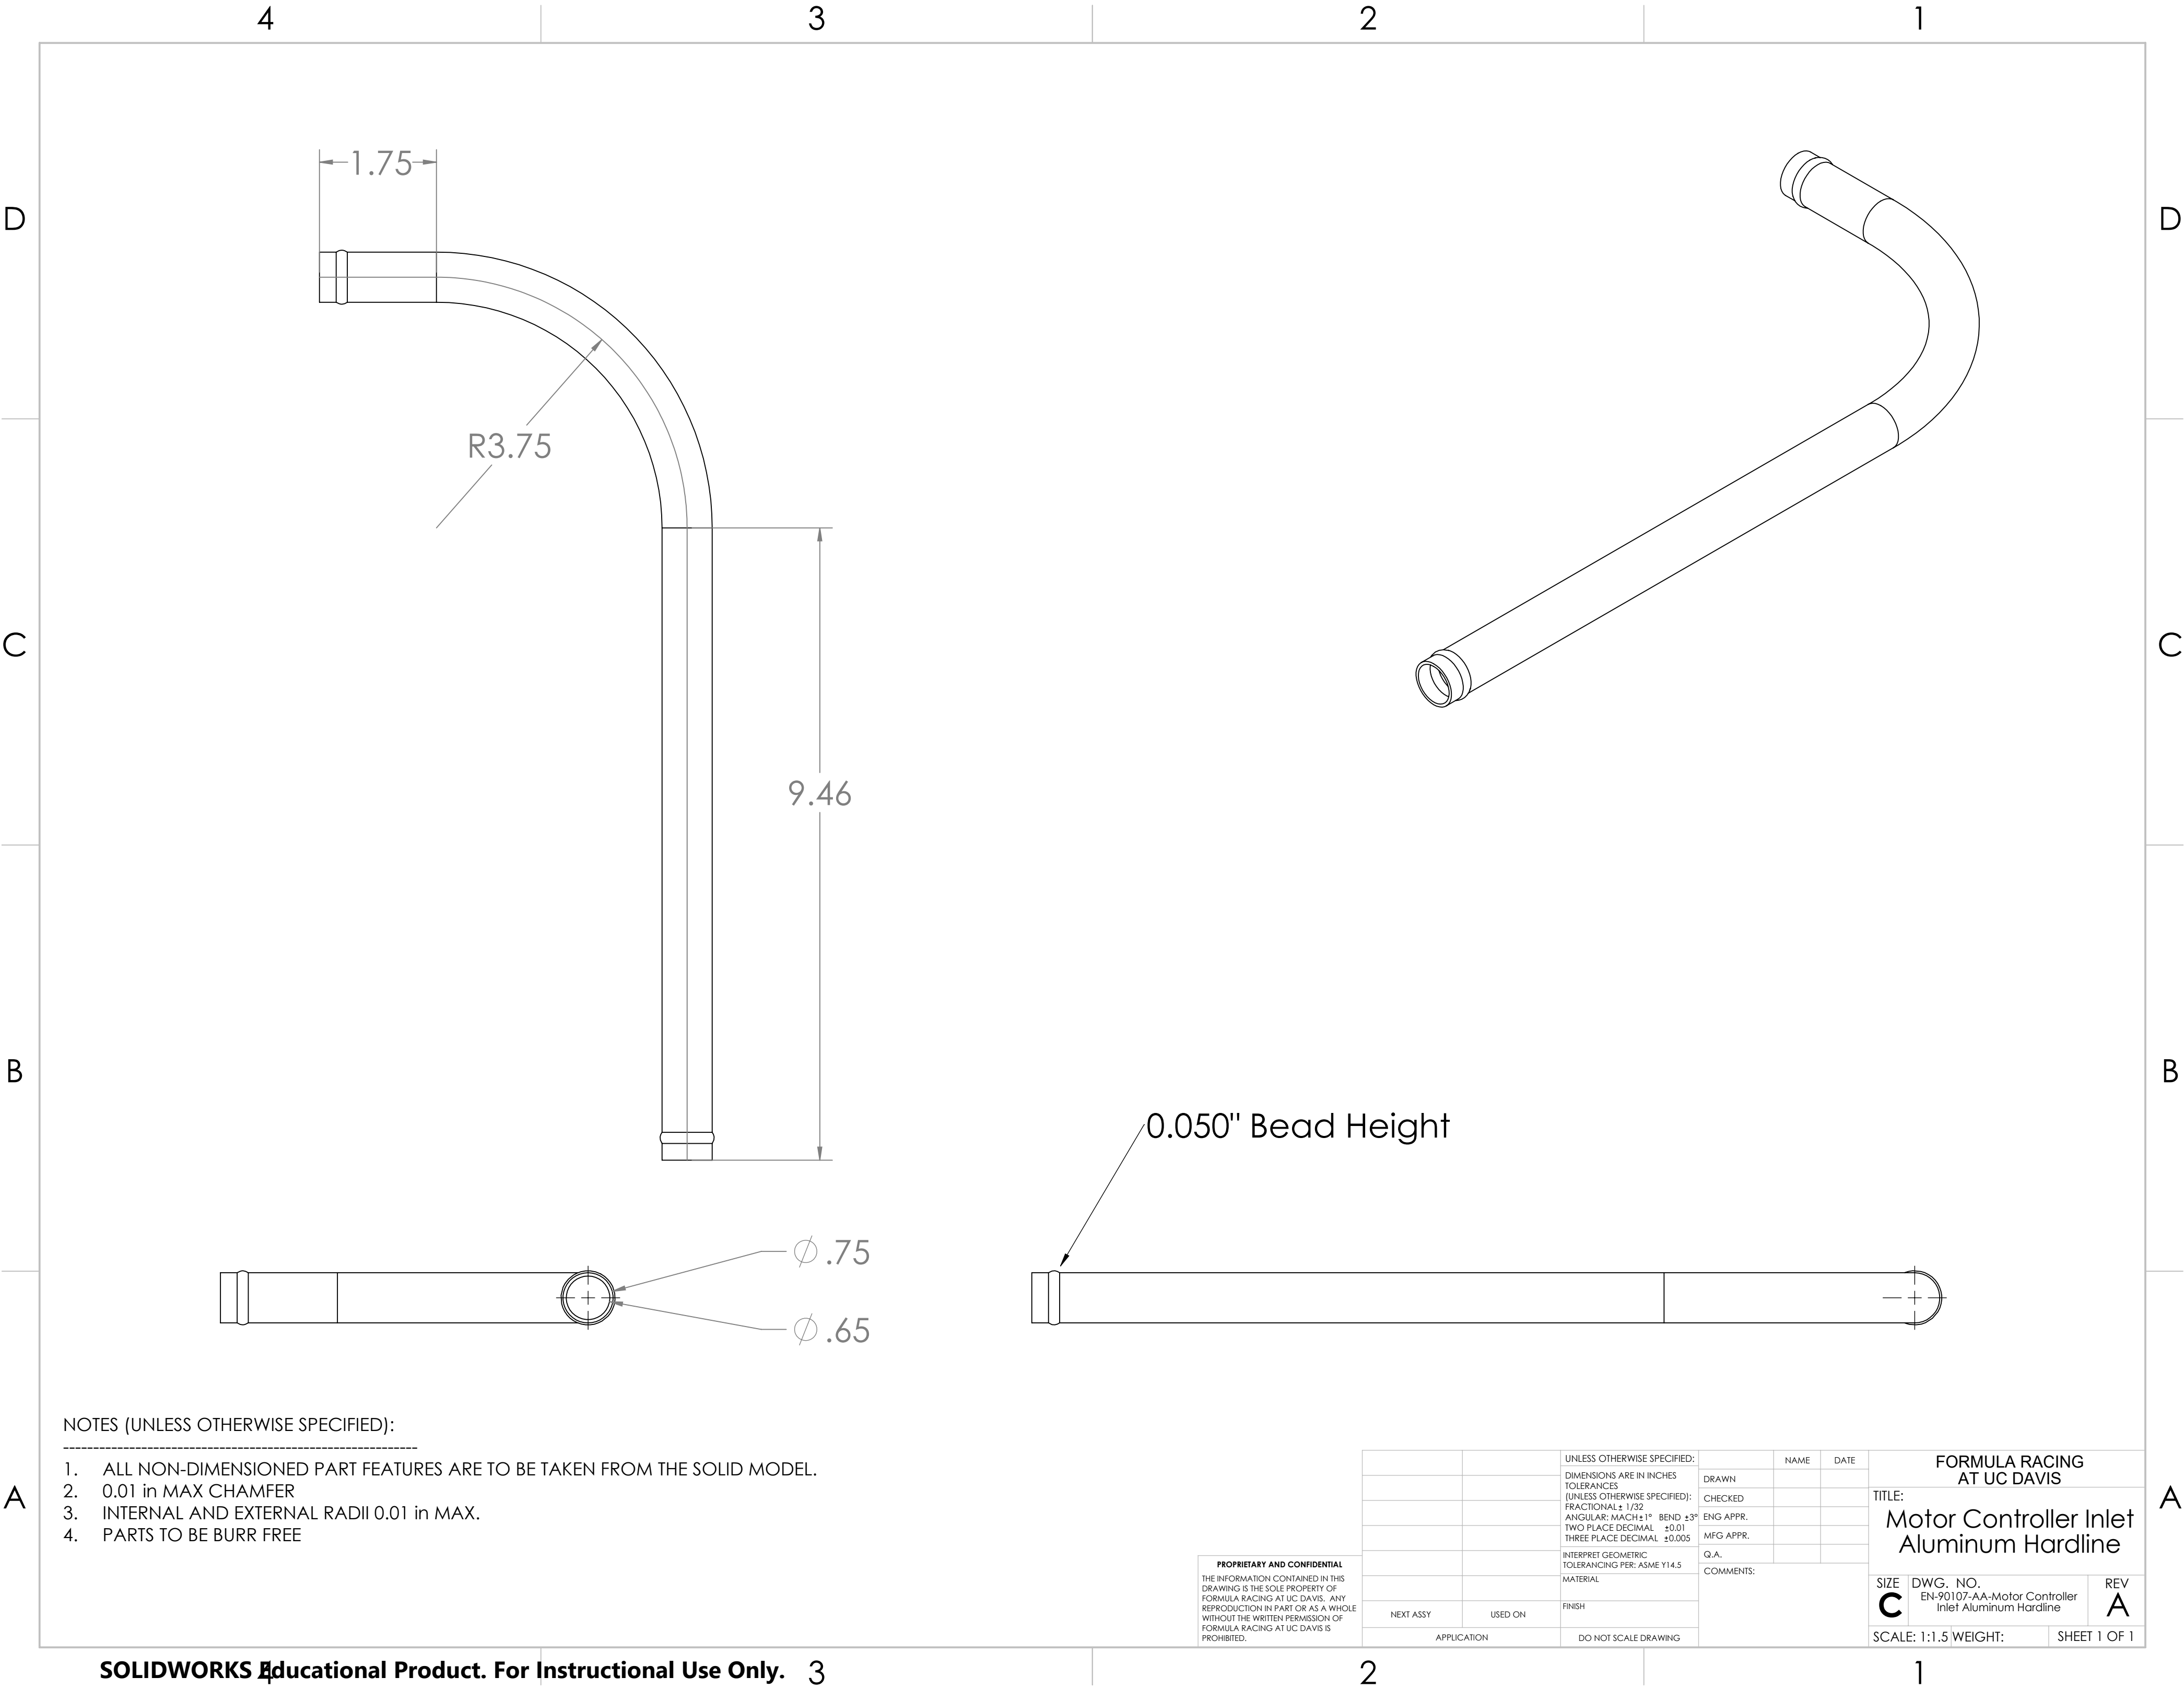 4 3 2 1
D D
1.75
R3.75
C C
9.46
B B
0.050" Bead Height
Ø .75
Ø .65
NOTES (UNLESS OTHERWISE SPECIFIED):
-----------------------------------------------------------
1. ALL NON-DIMENSIONED PART FEATURES ARE TO BE TAKEN FROM THE SOLID MODEL.
2. 0.01 in MAX CHAMFER
3. INTERNAL AND EXTERNAL RADII 0.01 in MAX.
4. PARTS TO BE BURR FREE
A A
PROPRIETARY AND CONFIDENTIAL
THE INFORMATION CONTAINED IN THIS
DRAWING IS THE SOLE PROPERTY OF
FORMULA RACING AT UC DAVIS. ANY
REPRODUCTION IN PART OR AS A WHOLE
WITHOUT THE WRITTEN PERMISSION OF
FORMULA RACING AT UC DAVIS IS
PROHIBITED.
NEXT ASSY USED ON
APPLICATION
UNLESS OTHERWISE SPECIFIED:
DIMENSIONS ARE IN INCHES
TOLERANCES
(UNLESS OTHERWISE SPECIFIED):
FRACTIONAL± 1/32
ANGULAR: MACH±1° BEND ±3°
TWO PLACE DECIMAL ±0.01
THREE PLACE DECIMAL ±0.005
INTERPRET GEOMETRIC
TOLERANCING PER: ASME Y14.5
MATERIAL
FINISH
DO NOT SCALE DRAWING
NAME DATE
DRAWN
CHECKED
ENG APPR.
MFG APPR.
Q.A.
COMMENTS:
FORMULA RACING
AT UC DAVIS
TITLE:
Motor Controller Inlet
Aluminum Hardline
SIZE DWG. NO. REV
C EN-90107-AA-Motor Controller
Inlet Aluminum Hardline A
SCALE: 1:1.5 WEIGHT: SHEET 1 OF 1
SOLIDWORKS Educational Product. For Instructional Use Only.
4 3 2 1